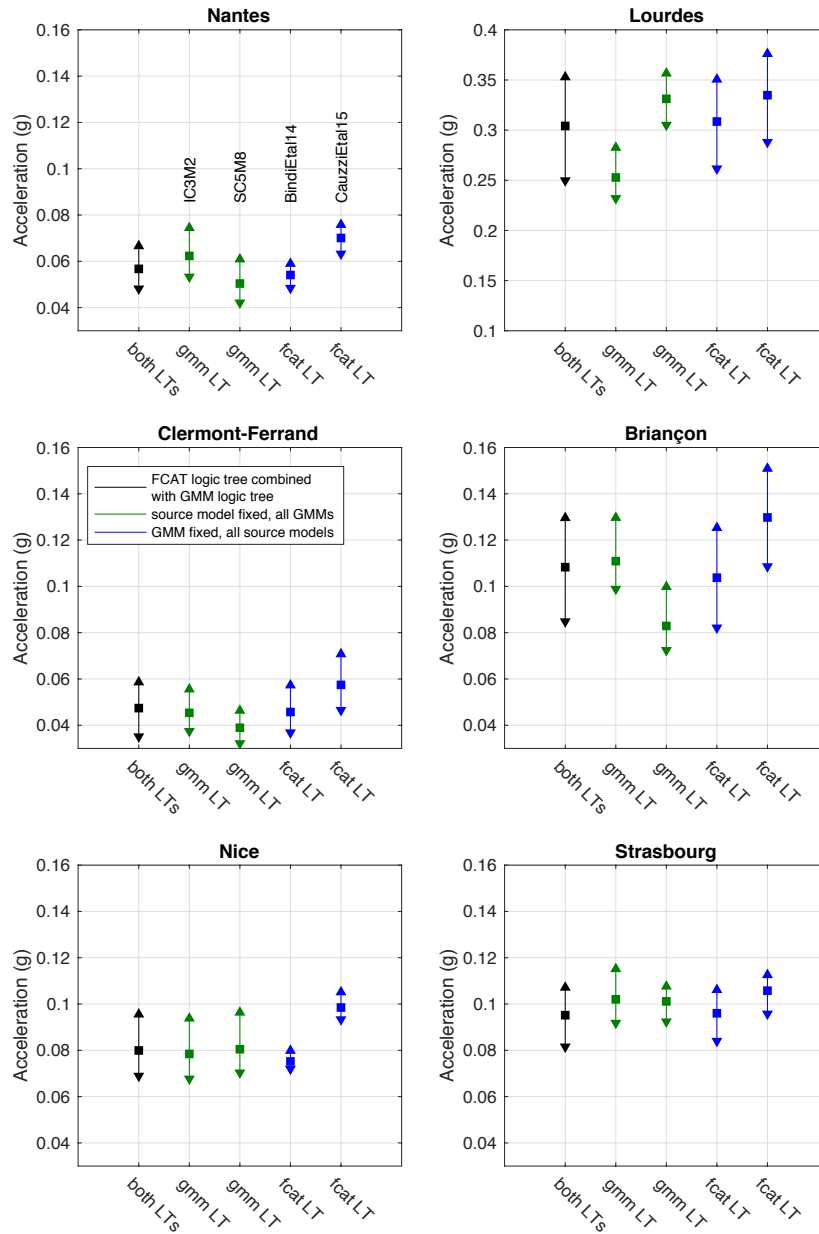 Nantes
0.16
0.14
0.12
0.1
0.08
0.06
0.04
Acceleration (g)
IC3M2
SC5M8
BindiEtal14
CauzziEtal15
both LTs
gmm LT
gmm LT
fcat LT
fcat LT
Lourdes
0.4
0.35
0.3
0.25
0.2
0.15
0.1
Acceleration (g)
both LTs
gmm LT
gmm LT
fcat LT
fcat LT
Clermont-Ferrand
0.16
0.14
0.12
0.1
0.08
0.06
0.04
Acceleration (g)
FCAT logic tree combined
with GMM logic tree
source model fixed, all GMMs
GMM fixed, all source models
both LTs
gmm LT
gmm LT
fcat LT
fcat LT
Briançon
0.16
0.14
0.12
0.1
0.08
0.06
0.04
Acceleration (g)
both LTs
gmm LT
gmm LT
fcat LT
fcat LT
Nice
0.16
0.14
0.12
0.1
0.08
0.06
0.04
Acceleration (g)
both LTs
gmm LT
gmm LT
fcat LT
fcat LT
Strasbourg
0.16
0.14
0.12
0.1
0.08
0.06
0.04
Acceleration (g)
both LTs
gmm LT
gmm LT
fcat LT
fcat LT